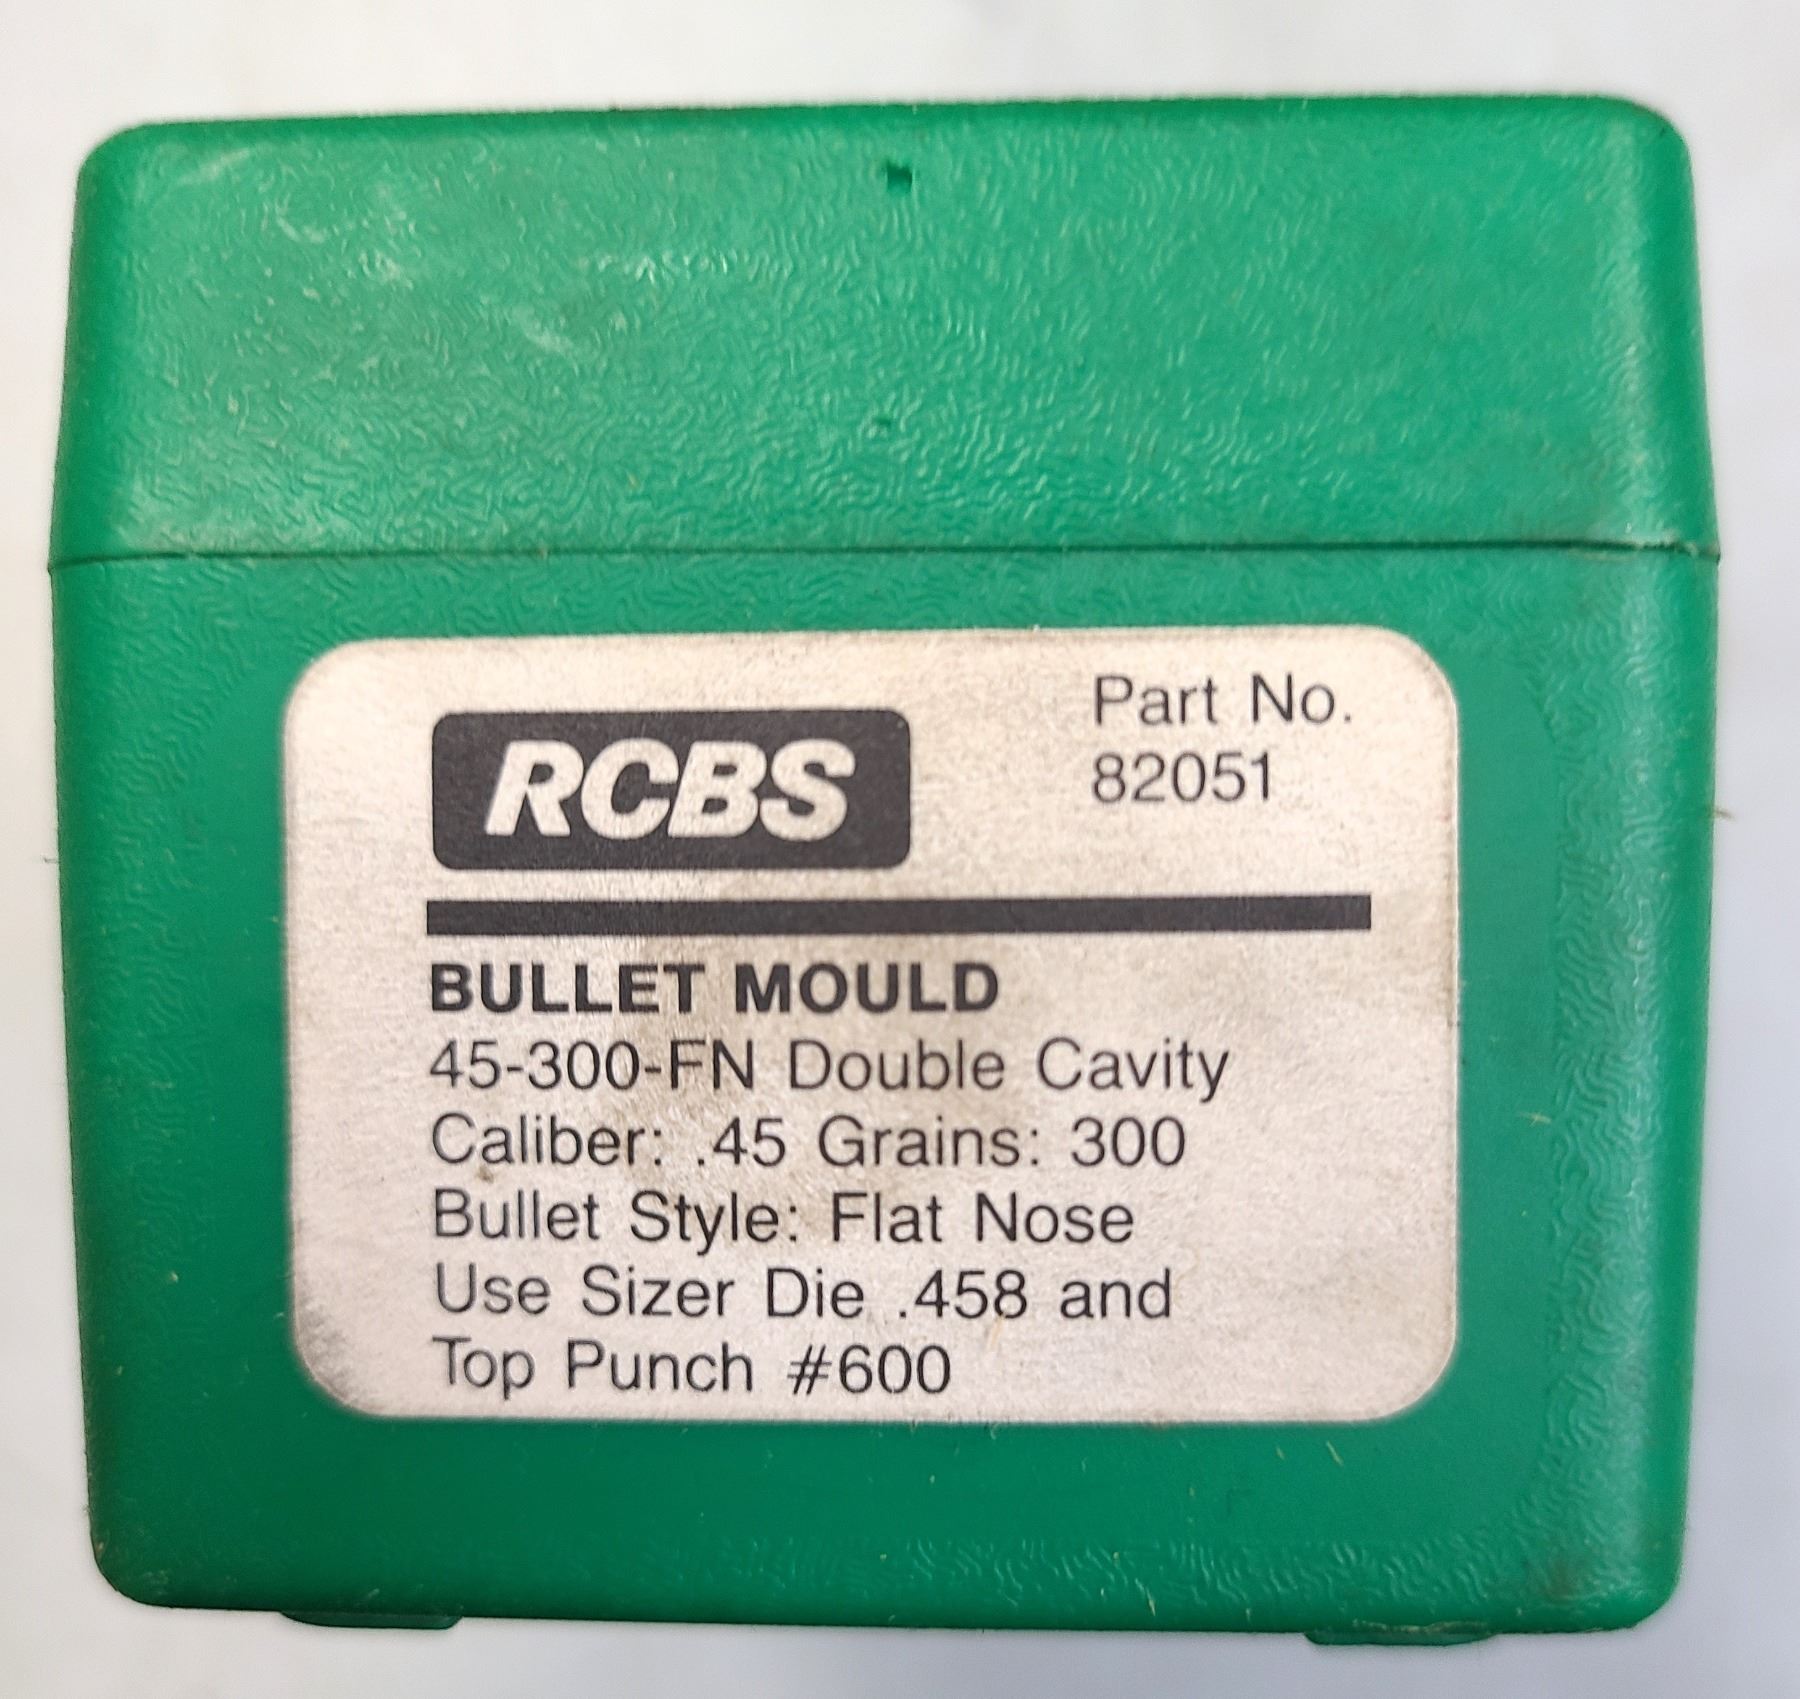 RCBS
Part No.
82051
BULLET MOULD
45-300-FN Double Cavity
Caliber: .45 Grains: 300
Bullet Style: Flat Nose
Use Sizer Die .458 and
Top Punch #600